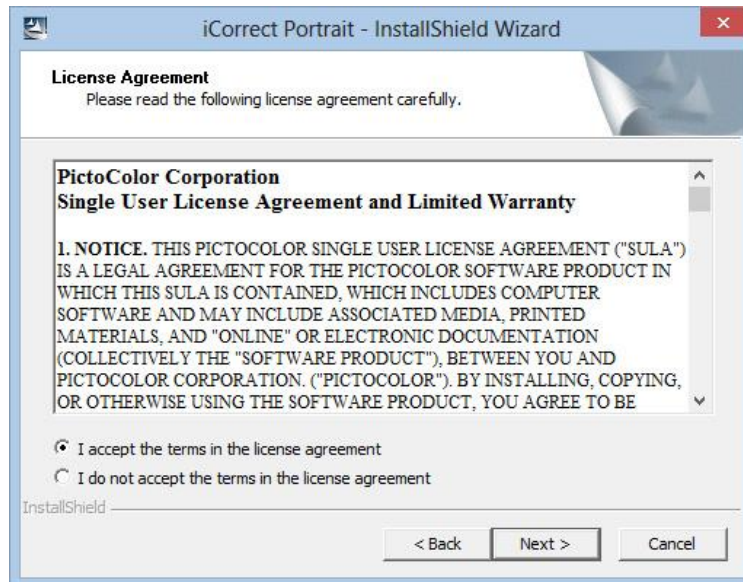 iCorrect Portrait - InstallShield Wizard
License Agreement
Please read the following license agreement carefully.
PictoColor Corporation
Single User License Agreement and Limited Warranty
1. NOTICE. THIS PICTOCOLOR SINGLE USER LICENSE AGREEMENT ("SULA")
IS A LEGAL AGREEMENT FOR THE PICTOCOLOR SOFTWARE PRODUCT IN
WHICH THIS SULA IS CONTAINED, WHICH INCLUDES COMPUTER
SOFTWARE AND MAY INCLUDE ASSOCIATED MEDIA, PRINTED
MATERIALS, AND "ONLINE" OR ELECTRONIC DOCUMENTATION
(COLLECTIVELY THE "SOFTWARE PRODUCT"), BETWEEN YOU AND
PICTOCOLOR CORPORATION. ("PICTOCOLOR"). BY INSTALLING, COPYING,
OR OTHERWISE USING THE SOFTWARE PRODUCT, YOU AGREE TO BE
I accept the terms in the license agreement
I do not accept the terms in the license agreement
InstallShield
< Back Next > Cancel